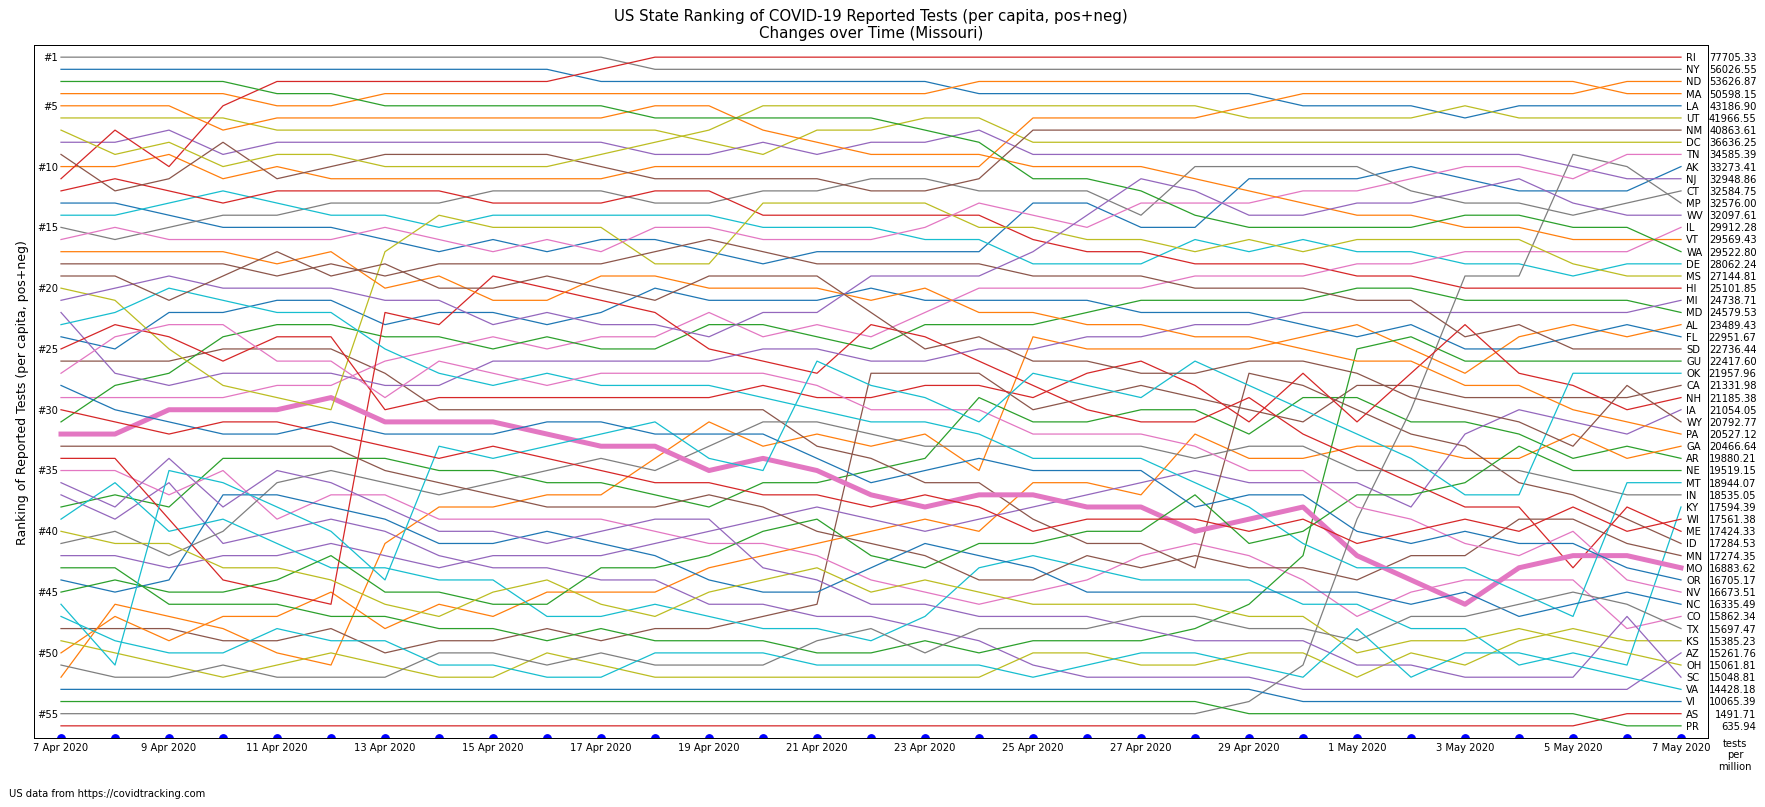 US State Ranking of COVID-19 Reported Tests (per capita, pos+neg)
Changes over Time (Missouri)
Ranking of Reported Tests (per capita, pos+neg)
#1
#5
#10
#15
#20
#25
#30
#35
#40
#45
#50
#55
RI 77705.33
NY 56026.55
ND 53626.87
MA 50598.15
LA 43186.90
UT 41966.55
NM 40863.61
DC 36636.25
TN 34585.39
AK 33273.41
NJ 32948.86
CT 32584.75
MP 32576.00
WV 32097.61
IL 29912.28
VT 29569.43
WA 29522.80
DE 28062.24
MS 27144.81
HI 25101.85
MI 24738.71
MD 24579.53
AL 23489.43
FL 22951.67
SD 22736.44
GU 22417.60
OK 21957.96
CA 21331.98
NH 21185.38
IA 21054.05
WY 20792.77
PA 20527.12
GA 20466.64
AR 19880.21
NE 19519.15
MT 18944.07
IN 18535.05
KY 17594.39
WI 17561.38
ME 17424.33
ID 17284.53
MN 17274.35
MO 16883.62
OR 16705.17
NV 16673.51
NC 16335.49
CO 15862.34
TX 15697.47
KS 15385.23
AZ 15261.76
OH 15061.81
SC 15048.81
VA 14428.18
VI 10065.39
AS 1491.71
PR 635.94
7 Apr 2020 9 Apr 2020 11 Apr 2020 13 Apr 2020 15 Apr 2020 17 Apr 2020 19 Apr 2020 21 Apr 2020 23 Apr 2020 25 Apr 2020 27 Apr 2020 29 Apr 2020 1 May 2020 3 May 2020 5 May 2020 7 May 2020
tests
per
million
US data from https://covidtracking.com